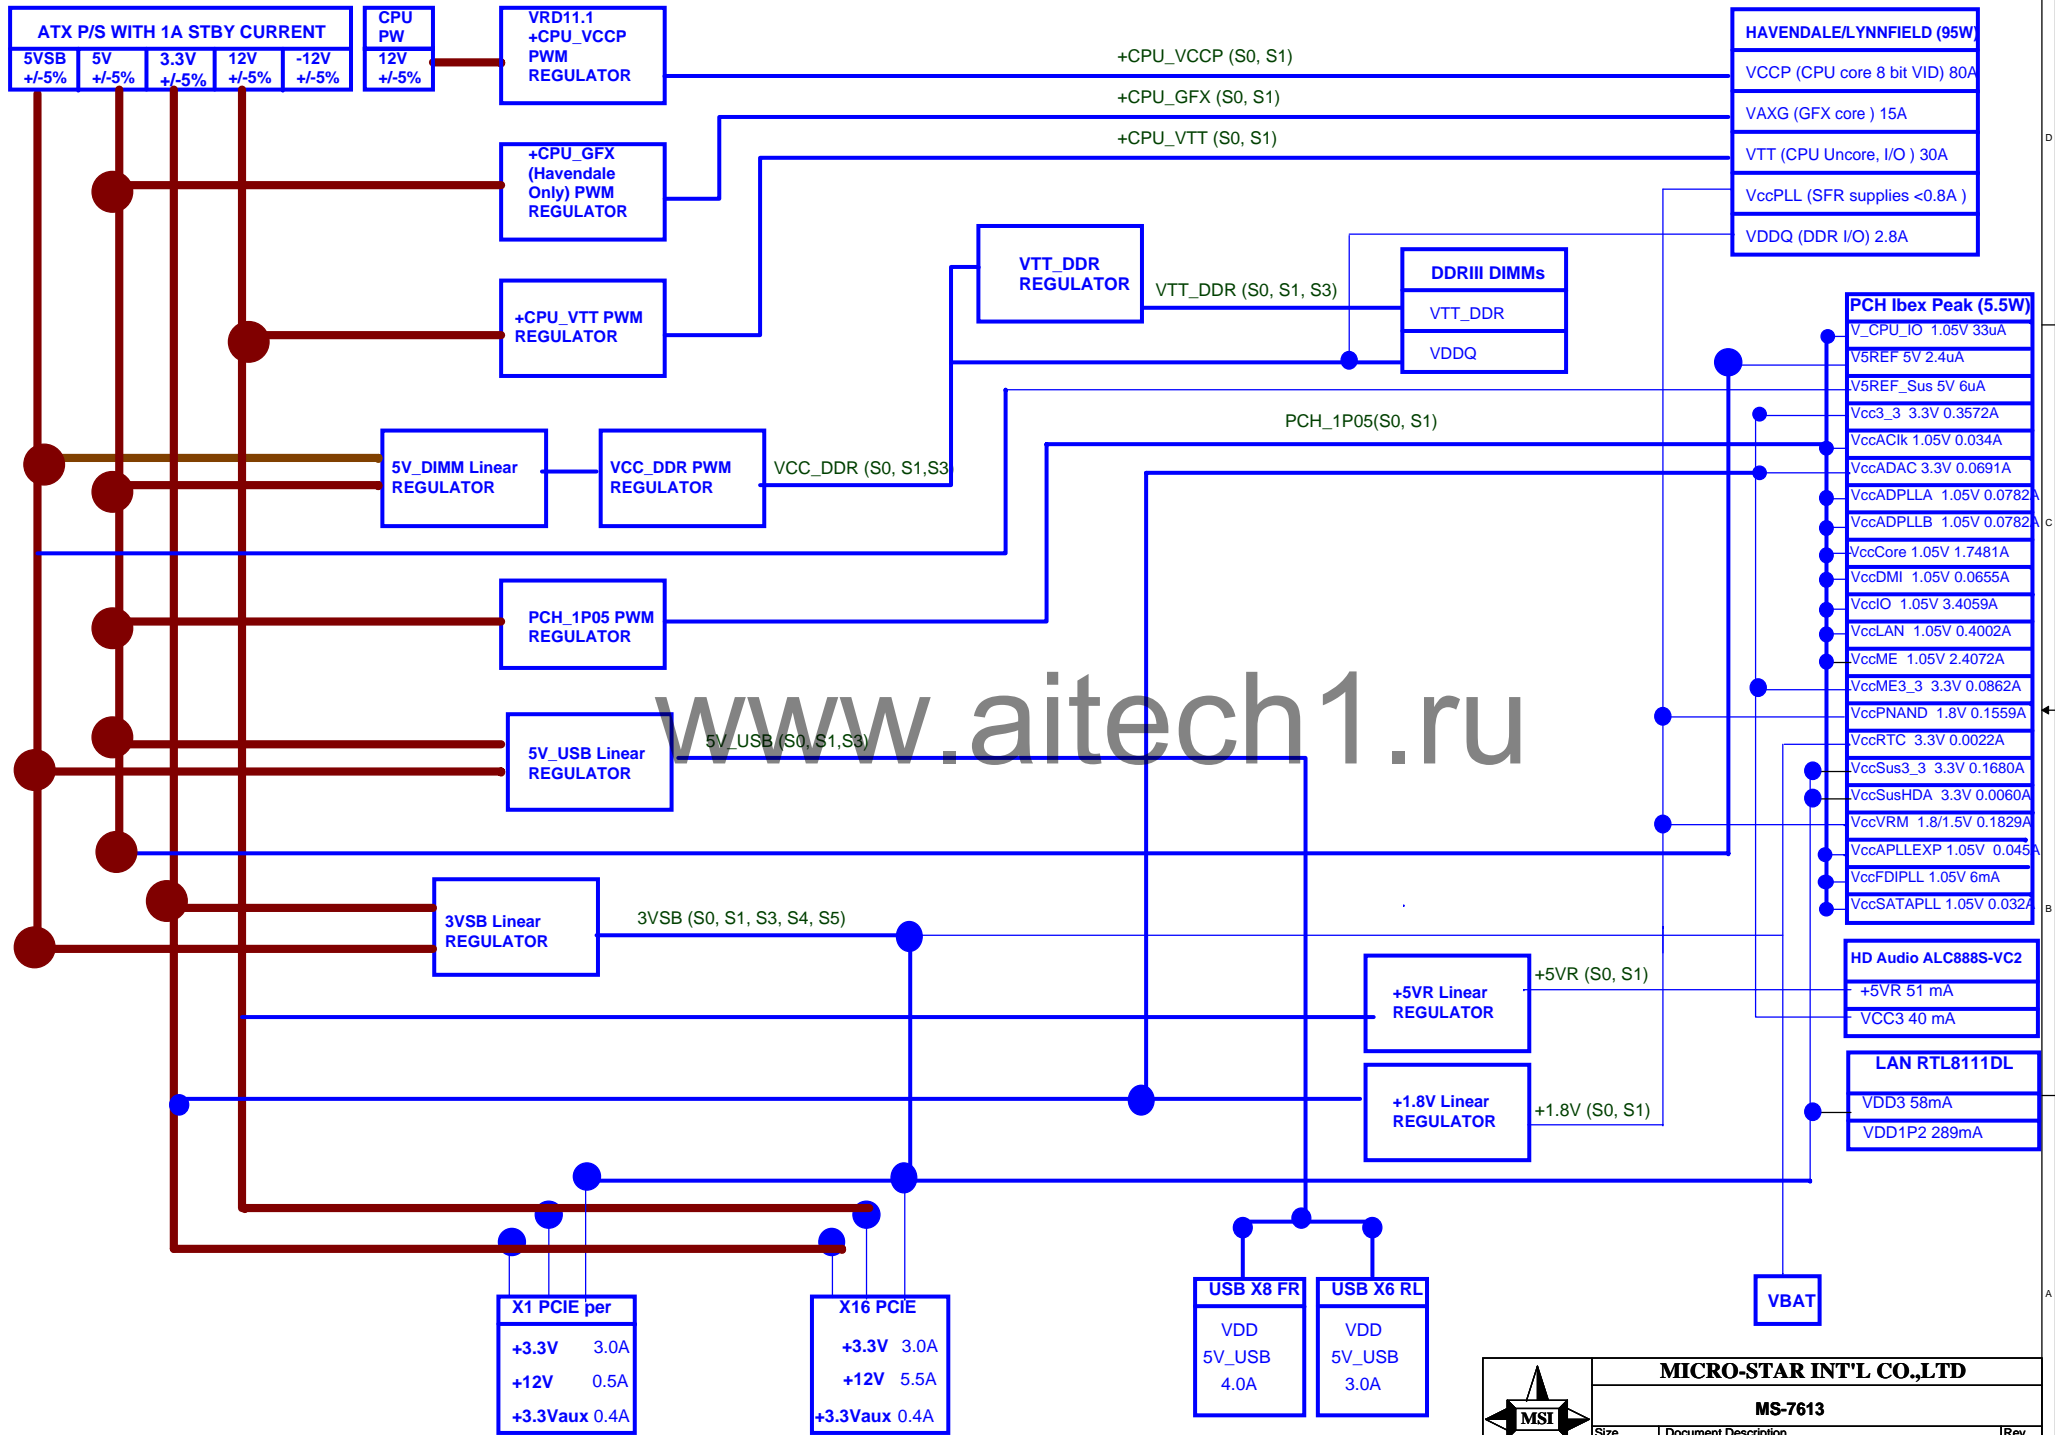 ATX P/S WITH 1A STBY CURRENT
5VSB
+/-5%
5V
+/-5%
3.3V
+/-5%
12V
+/-5%
-12V
+/-5%
CPU
PW
12V
+/-5%
VRD11.1
+CPU_VCCP
PWM
REGULATOR
+CPU_VCCP (S0, S1)
+CPU_GFX (S0, S1)
+CPU_VTT (S0, S1)
HAVENDALE/LYNNFIELD (95W)
VCCP (CPU core 8 bit VID) 80A
VAXG (GFX core ) 15A
VTT (CPU Uncore, I/O ) 30A
VccPLL (SFR supplies <0.8A )
VDDQ (DDR I/O) 2.8A
D
+CPU_GFX
(Havendale
Only) PWM
REGULATOR
+CPU_VTT PWM
REGULATOR
VTT_DDR
REGULATOR
VTT_DDR (S0, S1, S3)
DDRIII DIMMs
VTT_DDR
VDDQ
5V_DIMM Linear
REGULATOR
VCC_DDR PWM
REGULATOR
VCC_DDR (S0, S1,S3
PCH_1P05(S0, S1)
PCH Ibex Peak (5.5W)
V_CPU_IO 1.05V 33uA
V5REF 5V 2.4uA
V5REF_Sus 5V 6uA
Vcc3_3 3.3V 0.3572A
VccAClk 1.05V 0.034A
VccADAC 3.3V 0.0691A
VccADPLLA 1.05V 0.0782A
VccADPLLB 1.05V 0.0782A
VccCore 1.05V 1.7481A
VccDMI 1.05V 0.0655A
VccIO 1.05V 3.4059A
VccLAN 1.05V 0.4002A
VccME 1.05V 2.4072A
VccME3_3 3.3V 0.0862A
VccPNAND 1.8V 0.1559A
VccRTC 3.3V 0.0022A
VccSus3_3 3.3V 0.1680A
VccSusHDA 3.3V 0.0060A
VccVRM 1.8/1.5V 0.1829A
VccAPLLEXP 1.05V 0.045A
VccFDIPLL 1.05V 6mA
VccSATAPLL 1.05V 0.032A
C
PCH_1P05 PWM
REGULATOR
www.aitech1.ru
5V_USB Linear
REGULATOR
5V_USB (S0, S1,S3)
3VSB Linear
REGULATOR
3VSB (S0, S1, S3, S4, S5)
B
+5VR Linear
REGULATOR
+5VR (S0, S1)
HD Audio ALC888S-VC2
+5VR 51 mA
VCC3 40 mA
+1.8V Linear
REGULATOR
+1.8V (S0, S1)
LAN RTL8111DL
VDD3 58mA
VDD1P2 289mA
X1 PCIE per
+3.3V 3.0A
+12V 0.5A
+3.3Vaux 0.4A
X16 PCIE
+3.3V 3.0A
+12V 5.5A
+3.3Vaux 0.4A
USB X8 FR
VDD
5V_USB
4.0A
USB X6 RL
VDD
5V_USB
3.0A
VBAT
A
MSI
MICRO-STAR INT'L CO.,LTD
MS-7613
Size
Document Description
Rev